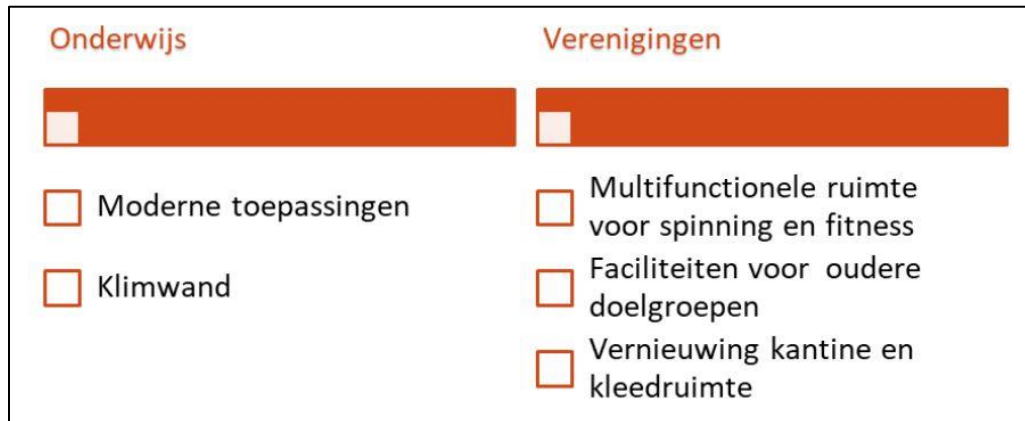 Onderwijs
Moderne toepassingen
Klimwand
Verenigingen
Multifunctionele ruimte
voor spinning en fitness
Faciliteiten voor oudere
doelgroepen
Vernieuwing kantine en
kleedruimte